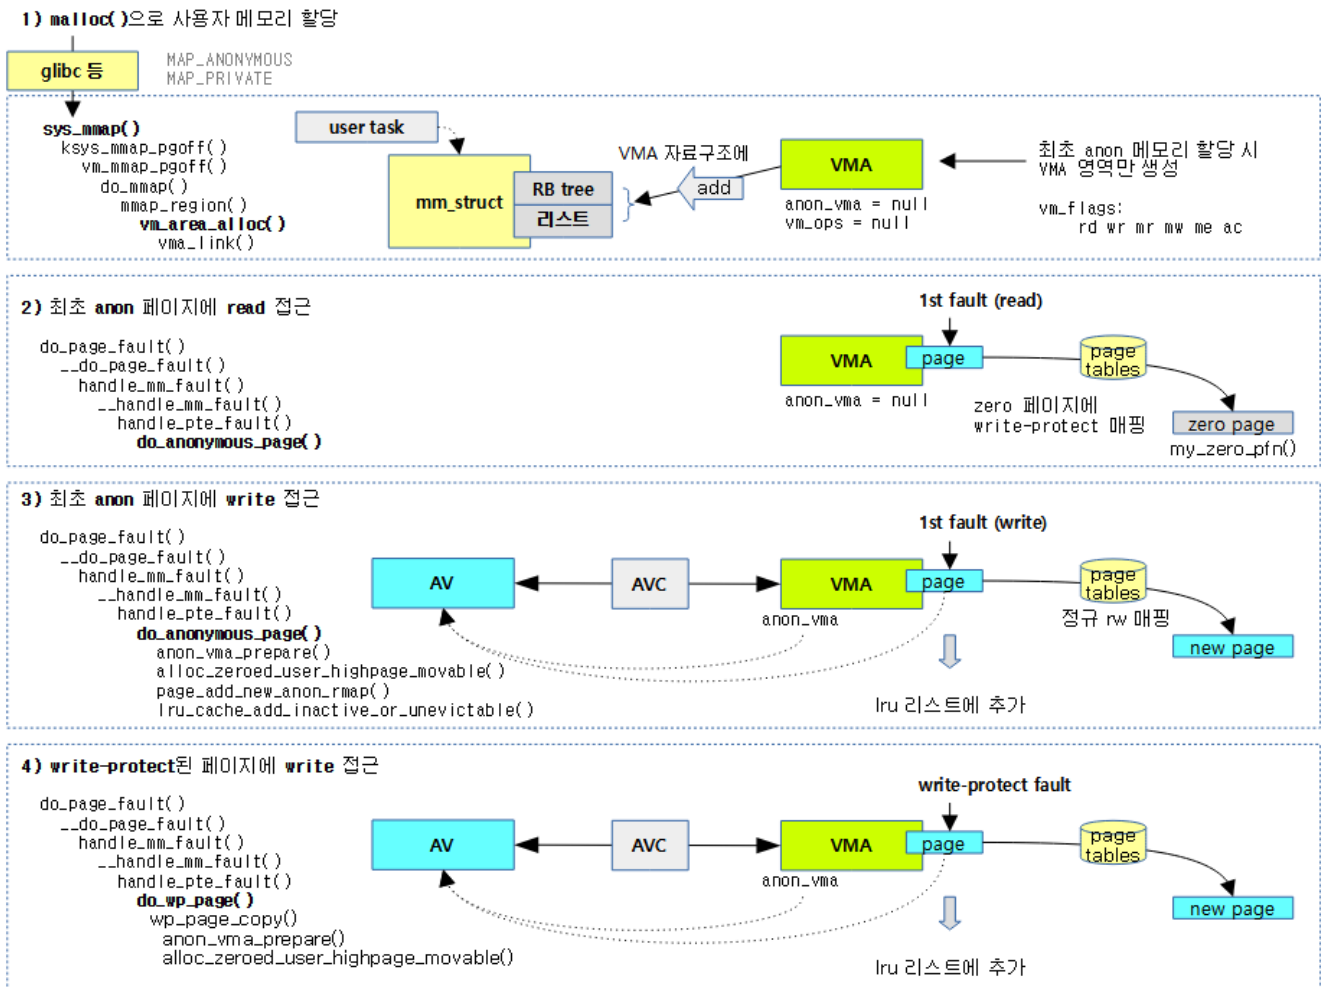 1) malloc()으로 사용자 메모리 할당
glibc 등
MAP_ANONYMOUS
MAP_PRIVATE
sys_mmap()
ksys_mmap_pgoff()
vm_mmap_pgoff()
do_mmap()
mmap_region()
vm_area_alloc()
vma_link()
user task
mm_struct
RB tree
리스트
VMA 자료구조에
add
VMA
anon_vma = null
vm_ops = null
최초 anon 메모리 할당 시
VMA 영역만 생성
vm_flags:
rd wr mr mw me ac
2) 최초 anon 페이지에 read 접근
do_page_fault()
__do_page_fault()
handle_mm_fault()
__handle_mm_fault()
handle_pte_fault()
do_anonymous_page()
1st fault (read)
VMA
page
anon_vma = null
page
tables
zero 페이지에
write-protect 매핑
zero page
my_zero_pfn()
3) 최초 anon 페이지에 write 접근
do_page_fault()
__do_page_fault()
handle_mm_fault()
__handle_mm_fault()
handle_pte_fault()
do_anonymous_page()
anon_vma_prepare()
alloc_zeroed_user_highpage_movable()
page_add_new_anon_rmap()
lru_cache_add_inactive_or_unevictable()
AV
AVC
1st fault (write)
VMA
page
anon_vma
page
tables
정규 rw 매핑
new page
lru 리스트에 추가
4) write-protect된 페이지에 write 접근
do_page_fault()
__do_page_fault()
handle_mm_fault()
__handle_mm_fault()
handle_pte_fault()
do_wp_page()
wp_page_copy()
anon_vma_prepare()
alloc_zeroed_user_highpage_movable()
AV
AVC
write-protect fault
VMA
page
anon_vma
page
tables
new page
lru 리스트에 추가